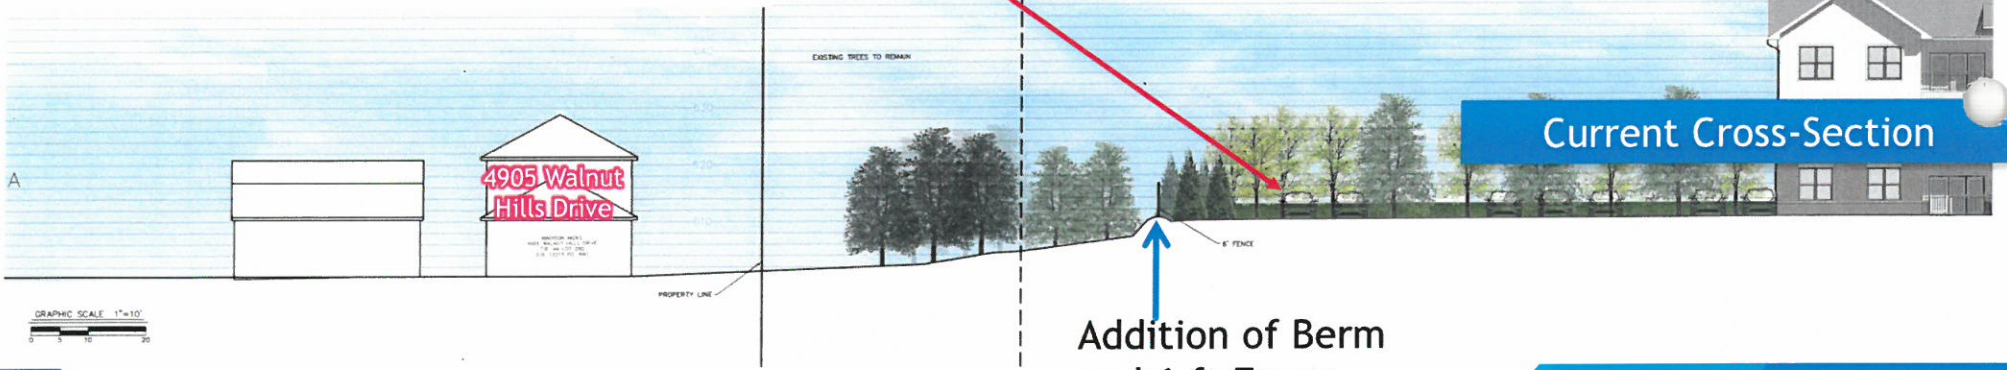 EXISTING TREES TO REMAIN
Current Cross-Section
A
4905 Walnut
Hills Drive
6' FENCE
PROPERTY LINE
GRAPHIC SCALE 1"=10'
0 5 10 20
Addition of Berm